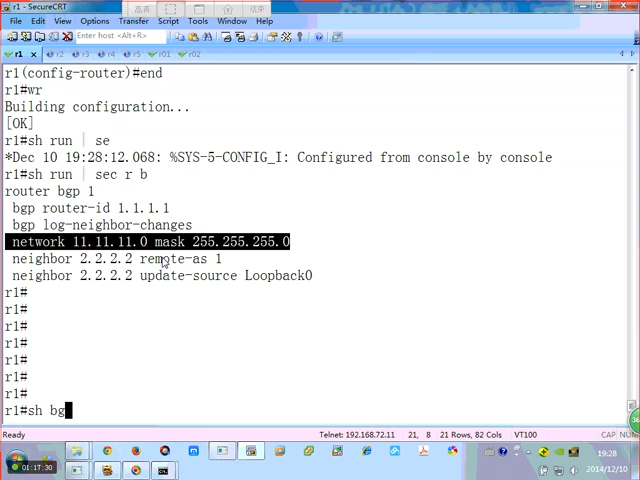 r1 - SecureCRT
File Edit View Options Transfer Script Tools Window Help
Enter host <Alt+R>
r1 r2 r3 r4 r5 r01 r02
r1(config-router)#end
r1#wr
Building configuration...
[OK]
r1#sh run | se
*Dec 10 19:28:12.068: %SYS-5-CONFIG_I: Configured from console by console
r1#sh run | sec r b
router bgp 1
bgp router-id 1.1.1.1
bgp log-neighbor-changes
network 11.11.11.0 mask 255.255.255.0
neighbor 2.2.2.2 remote-as 1
neighbor 2.2.2.2 update-source Loopback0
r1#
r1#
r1#
r1#
r1#
r1#
r1#
r1#sh bg
Ready Telnet: 192.168.72.11 21, 8 21 Rows, 82 Cols VT100 CAP NUM
01:17:30
19:28
2014/12/10